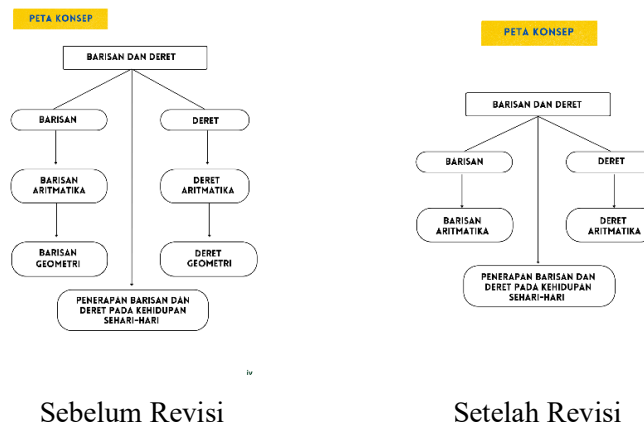 PETA KONSEP
BARISAN DAN DERET
BARISAN
DERET
BARISAN
ARITMATIKA
DERET
ARITMATIKA
BARISAN
GEOMETRI
DERET
GEOMETRI
PENERAPAN BARISAN DAN
DERET PADA KEHIDUPAN
SEHARI-HARI
iv
Sebelum Revisi
PETA KONSEP
BARISAN DAN DERET
BARISAN
DERET
BARISAN
ARITMATIKA
DERET
ARITMATIKA
PENERAPAN BARISAN DAN
DERET PADA KEHIDUPAN
SEHARI-HARI
Setelah Revisi